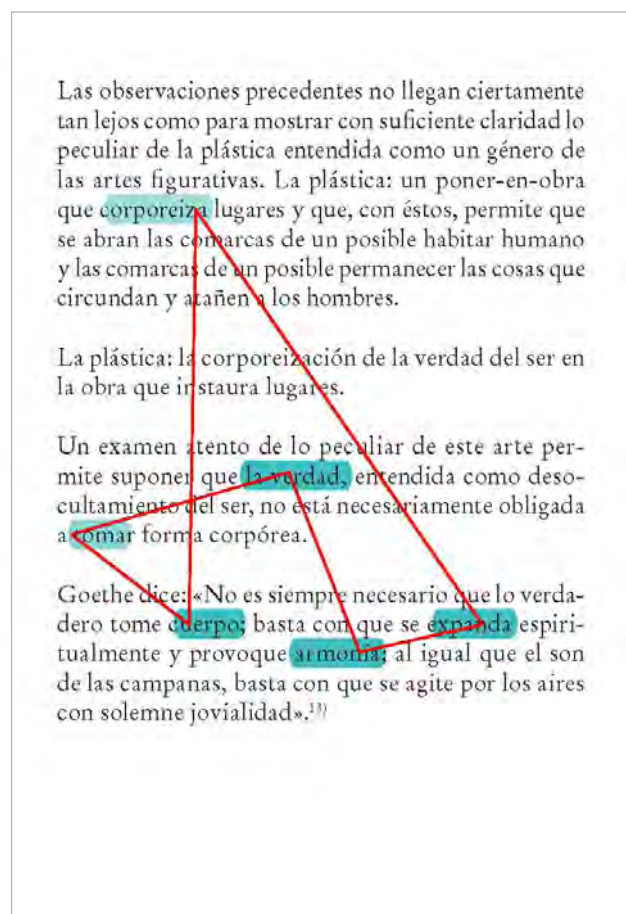 Las observaciones precedentes no llegan ciertamente
tan lejos como para mostrar con suficiente claridad lo
peculiar de la plástica entendida como un género de
las artes figurativas. La plástica: un poner-en-obra
que corporeiza lugares y que, con éstos, permite que
se abran las comarcas de un posible habitar humano
y las comarcas de un posible permanecer las cosas que
circundan y atañen a los hombres.
La plástica: la corporeización de la verdad del ser en
la obra que instaura lugares.
Un examen atento de lo peculiar de este arte per-
mite suponer que la verdad, entendida como deso-
cultamiento del ser, no está necesariamente obligada
a tomar forma corpórea.
Goethe dice: «No es siempre necesario que lo verda-
dero tome cuerpo; basta con que se expanda espiri-
tualmente y provoque armonía; al igual que el son
de las campanas, basta con que se agite por los aires
con solemne jovialidad».¹³⁾